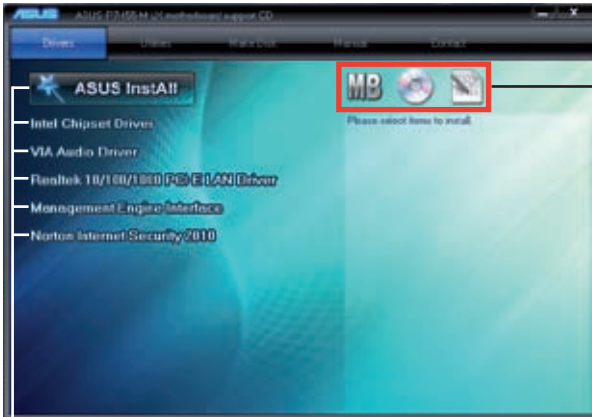 ASUS ASUS motherboard support CD
Drivers Utilities Make Disk Manual Contact
ASUS InstAll
MB
Intel Chipset Driver
Please select items to install.
VIA Audio Driver
Realtek 10/100/1000 PCI-E LAN Driver
Management Engine Interface
Norton Internet Security 2010